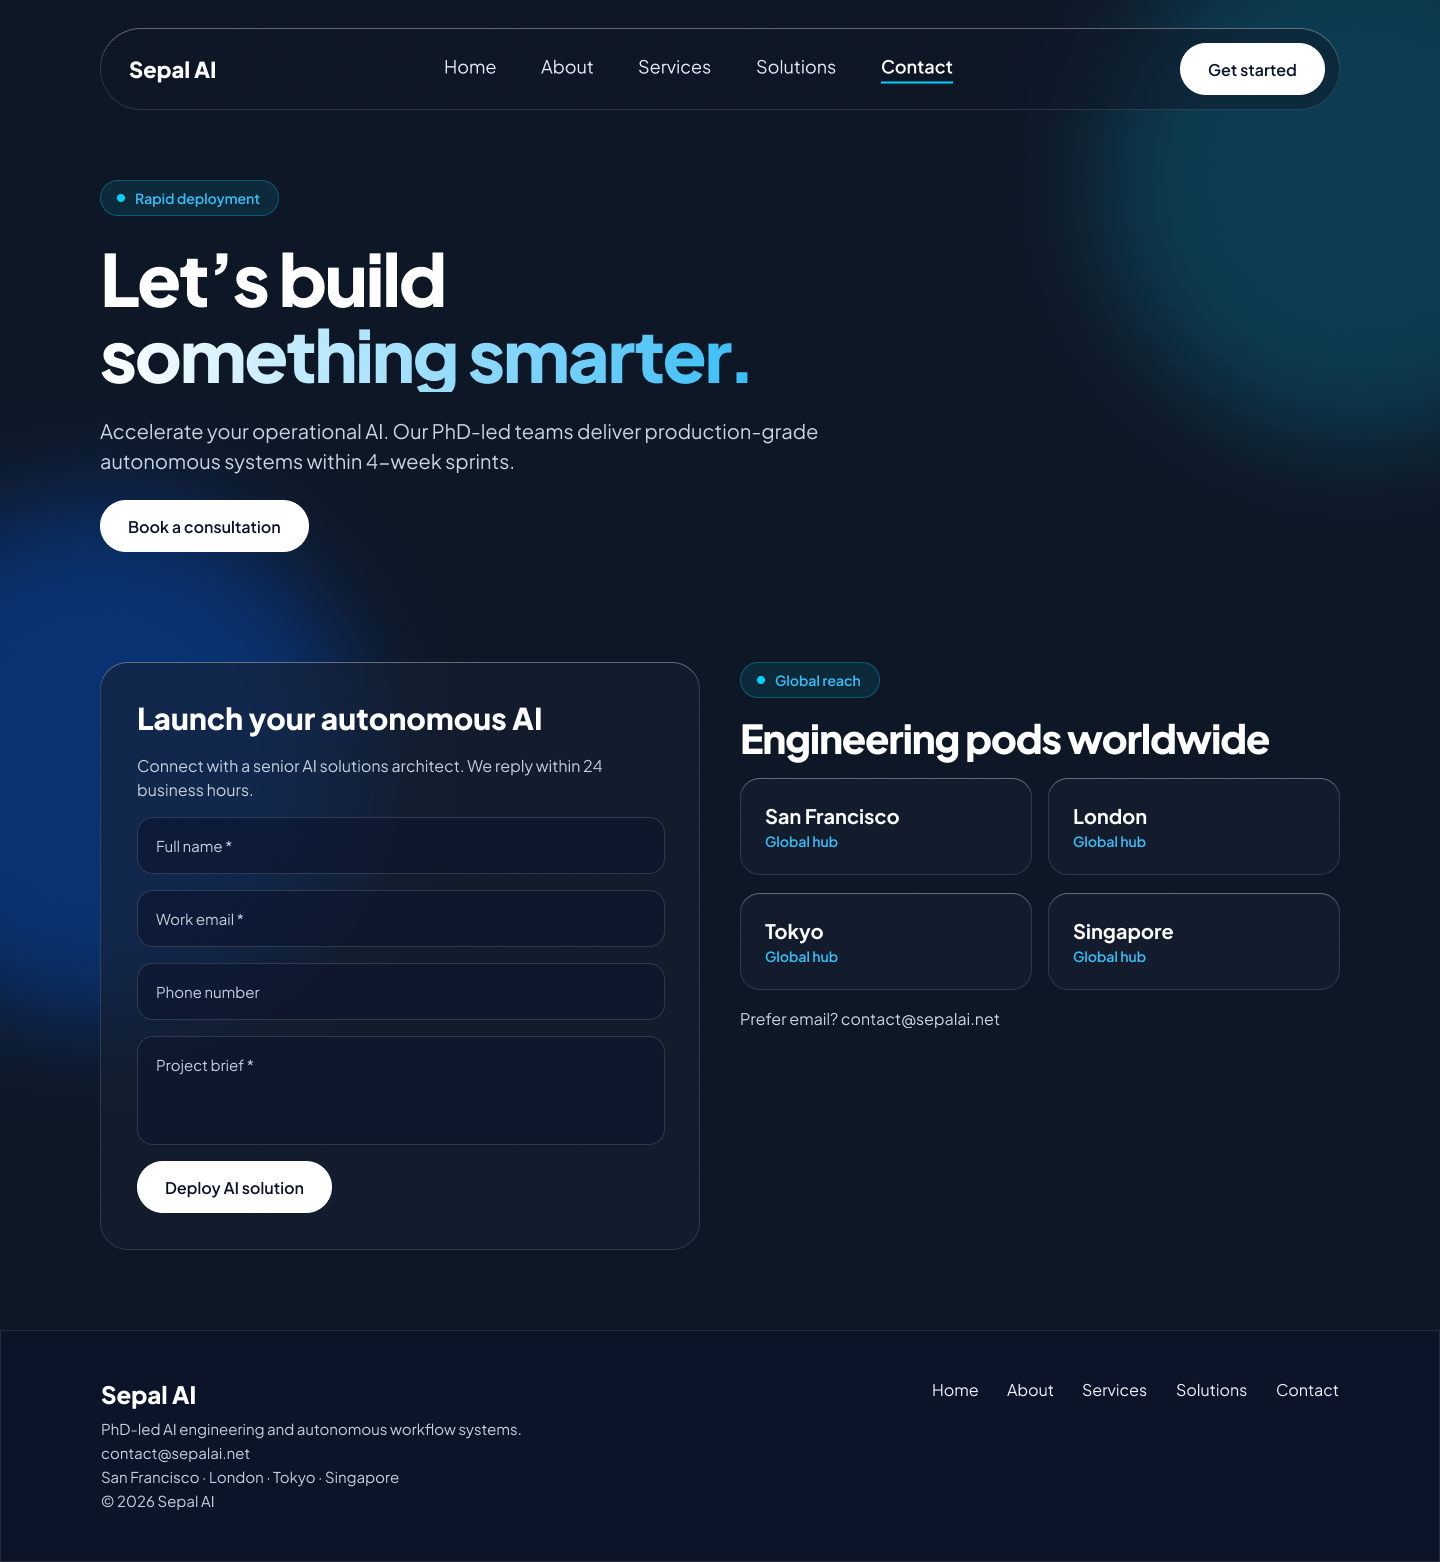 Sepal AI
Home
About
Services
Solutions
Contact
Get started
Rapid deployment
Let’s build
something smarter.
Accelerate your operational AI. Our PhD-led teams deliver production-grade
autonomous systems within 4–week sprints.
Book a consultation
Launch your autonomous AI
Connect with a senior AI solutions architect. We reply within 24
business hours.
Full name *
Work email *
Phone number
Project brief *
Deploy AI solution
Global reach
Engineering pods worldwide
San Francisco
Global hub
London
Global hub
Tokyo
Global hub
Singapore
Global hub
Prefer email? contact@sepalai.net
Sepal AI
PhD-led AI engineering and autonomous workflow systems.
contact@sepalai.net
San Francisco · London · Tokyo · Singapore
© 2026 Sepal AI
Home
About
Services
Solutions
Contact